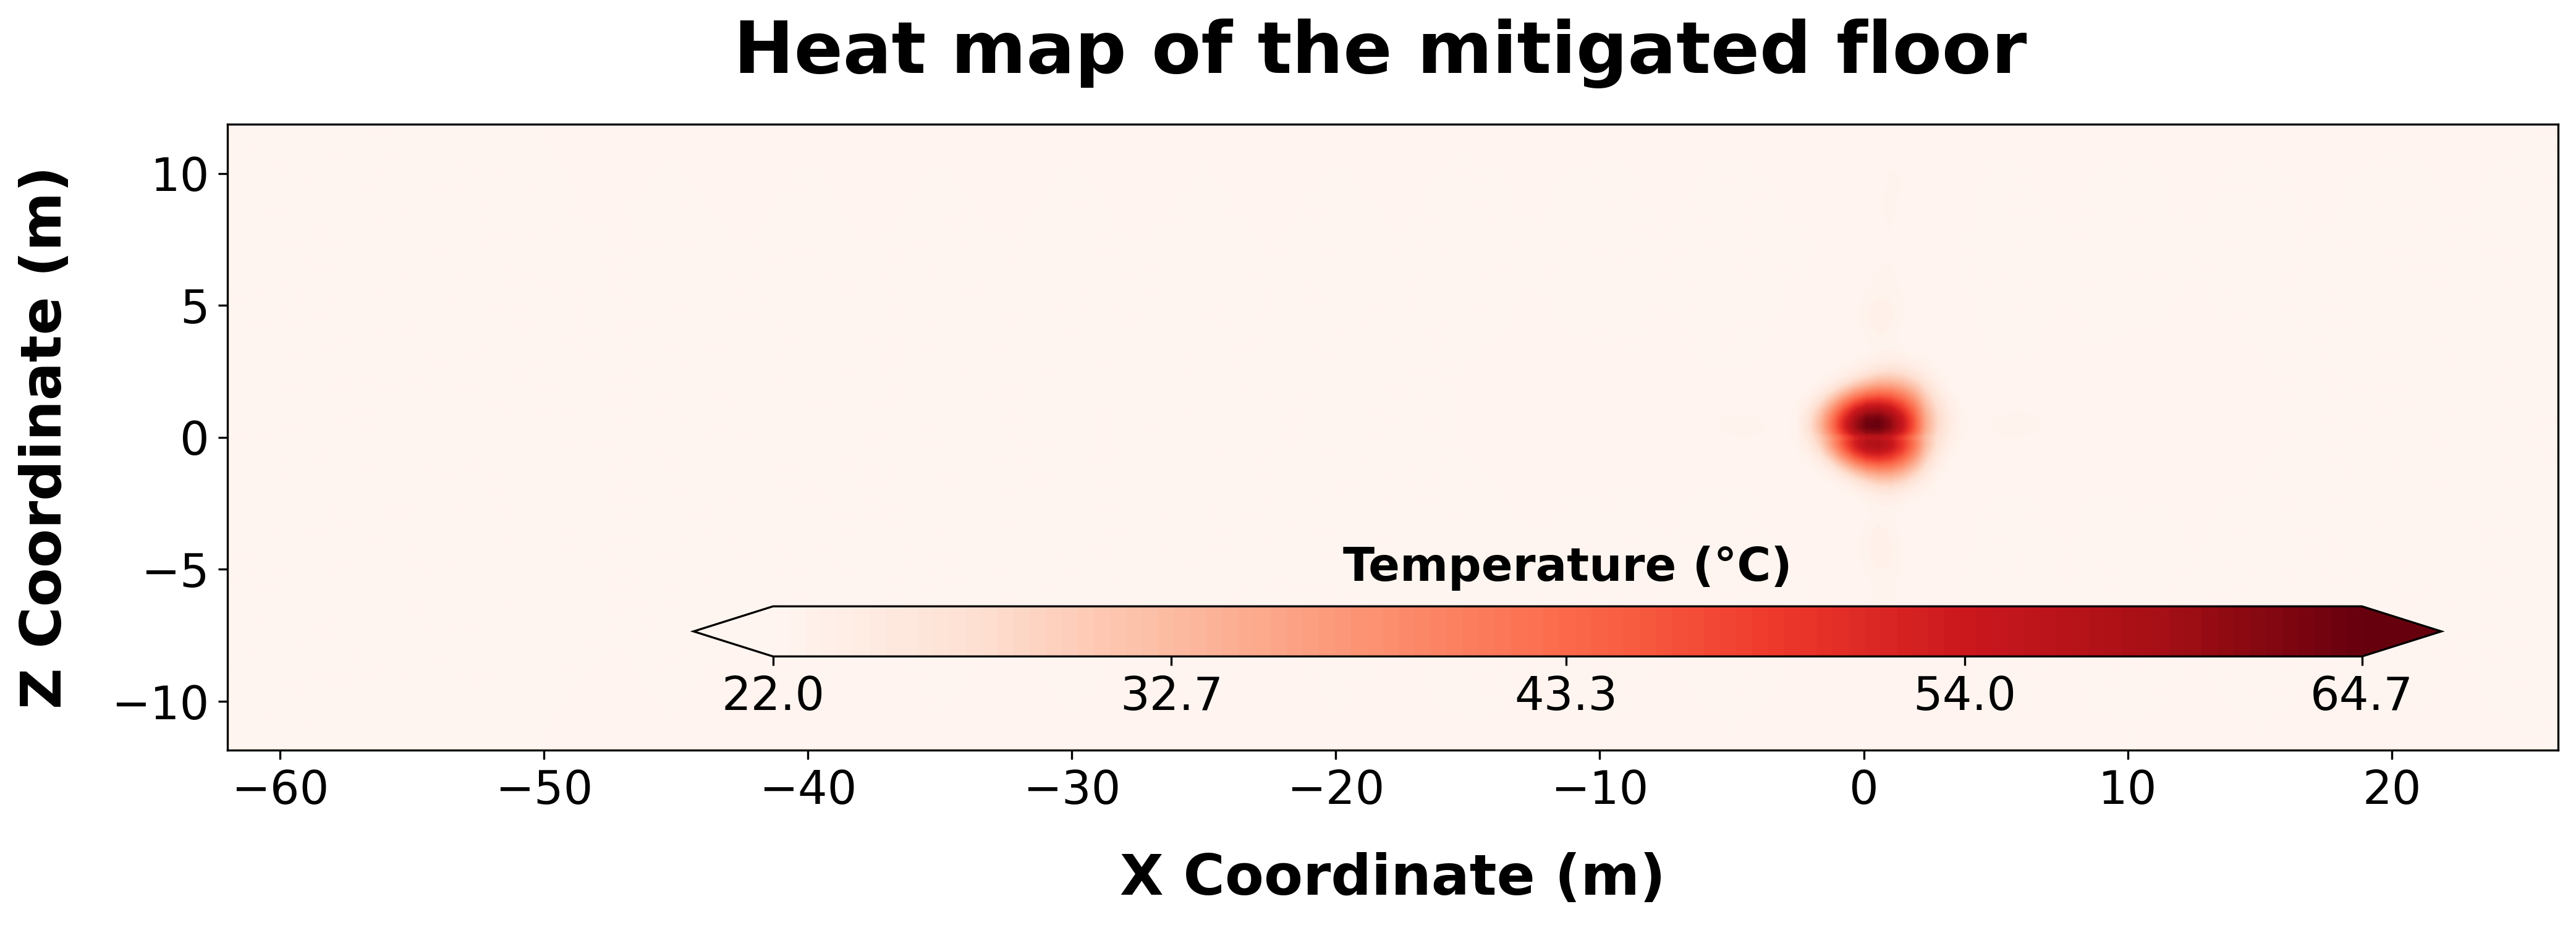 Heat map of the mitigated floor
Z Coordinate (m)
10
5
0
−5
−10
Temperature (°C)
22.0 32.7 43.3 54.0 64.7
−60 −50 −40 −30 −20 −10 0 10 20
X Coordinate (m)